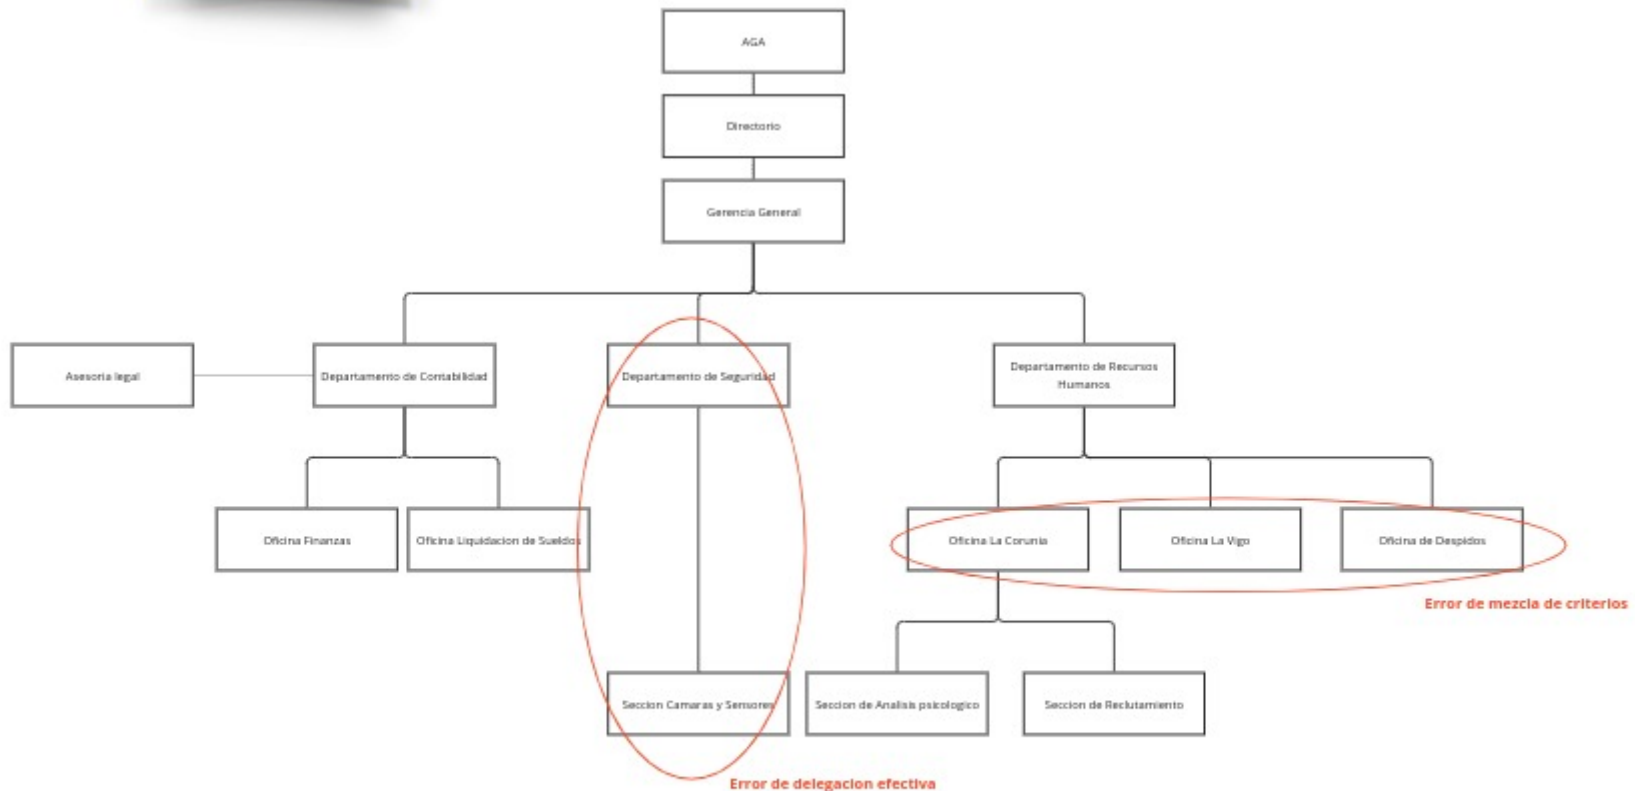 AGA
Directorio
Gerencia General
Asesoria legal
Departamento de Contabilidad
Departamento de Seguridad
Departamento de Recursos
Humanos
Oficina Finanzas
Oficina Liquidacion de Sueldos
Oficina La Corunia
Oficina La Vigo
Oficina de Despidos
Error de mezcla de criterios
Seccion Camaras y Sensores
Seccion de Analisis psicologico
Seccion de Reclutamiento
Error de delegacion efectiva